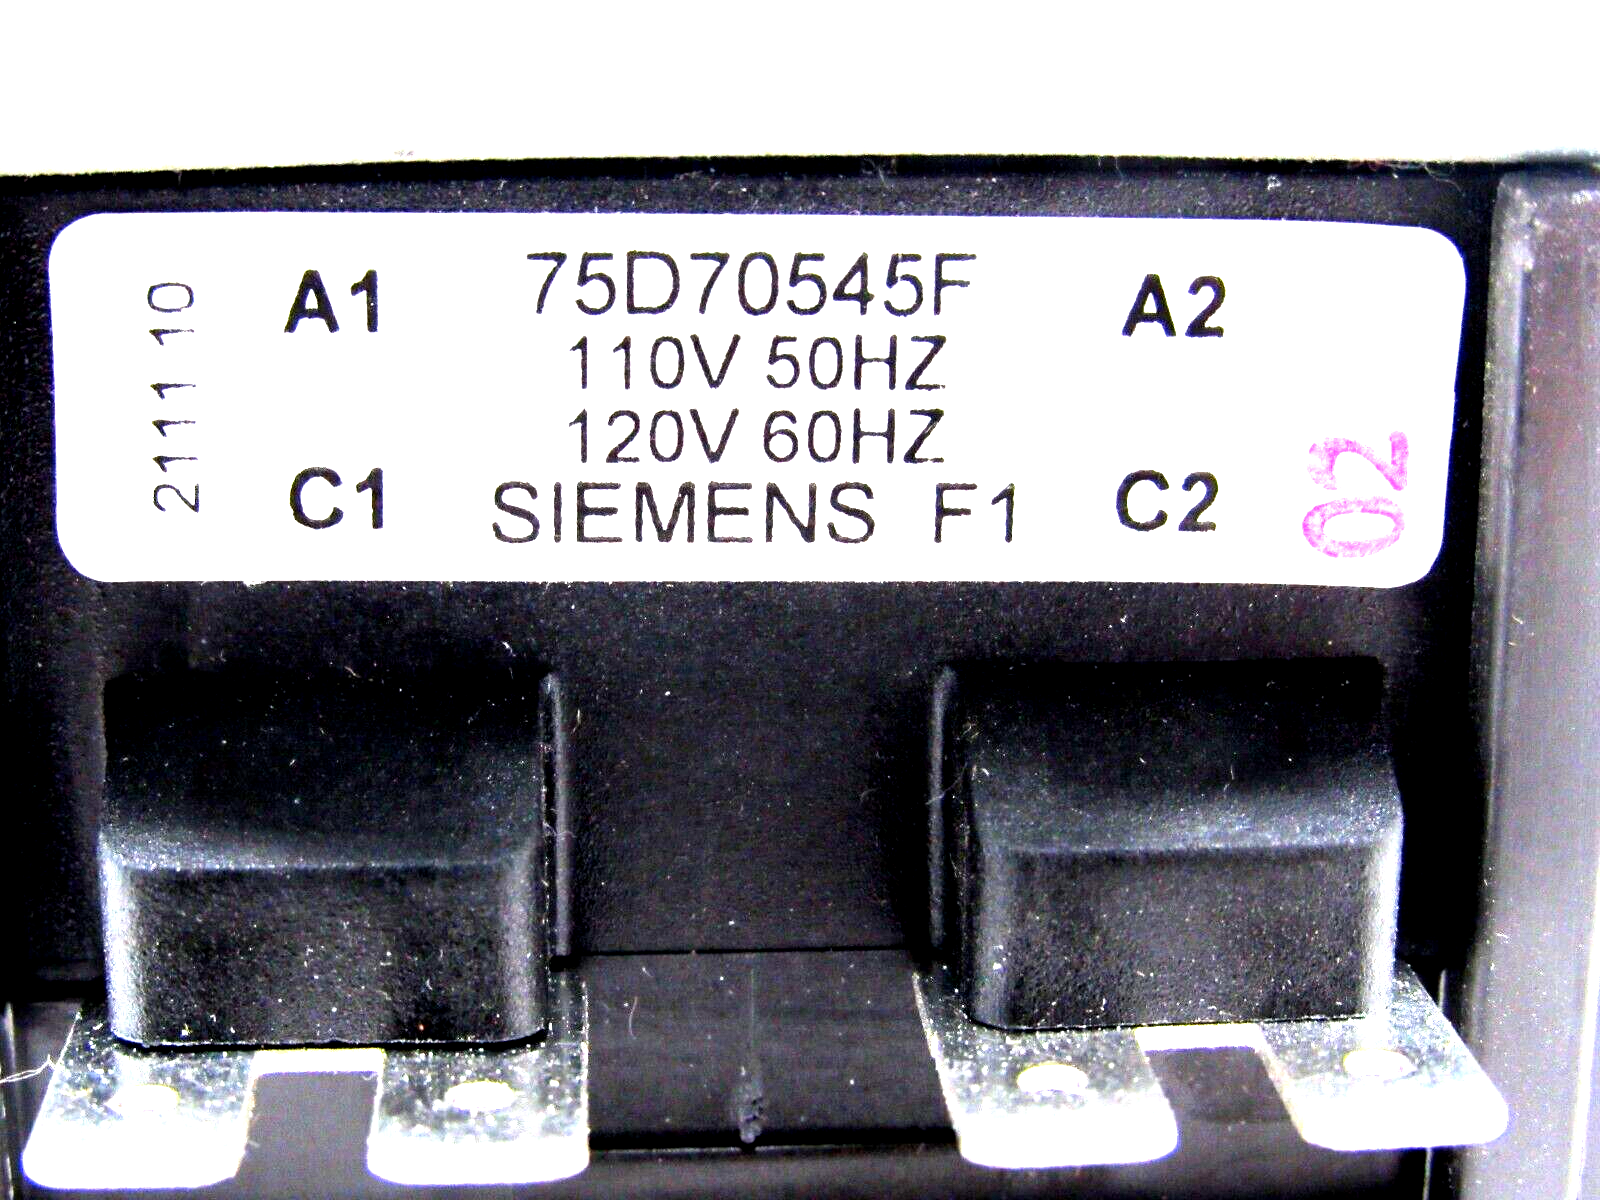 75D70545F
A1
A2
110V 50HZ
120V 60HZ
C1
SIEMENS F1
C2
2111 10
02